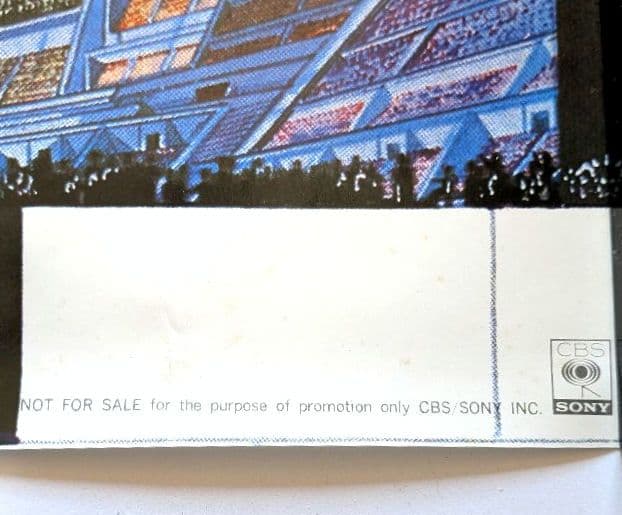 CBS
NOT FOR SALE for the purpose of promotion only CBS/SONY INC.
SONY